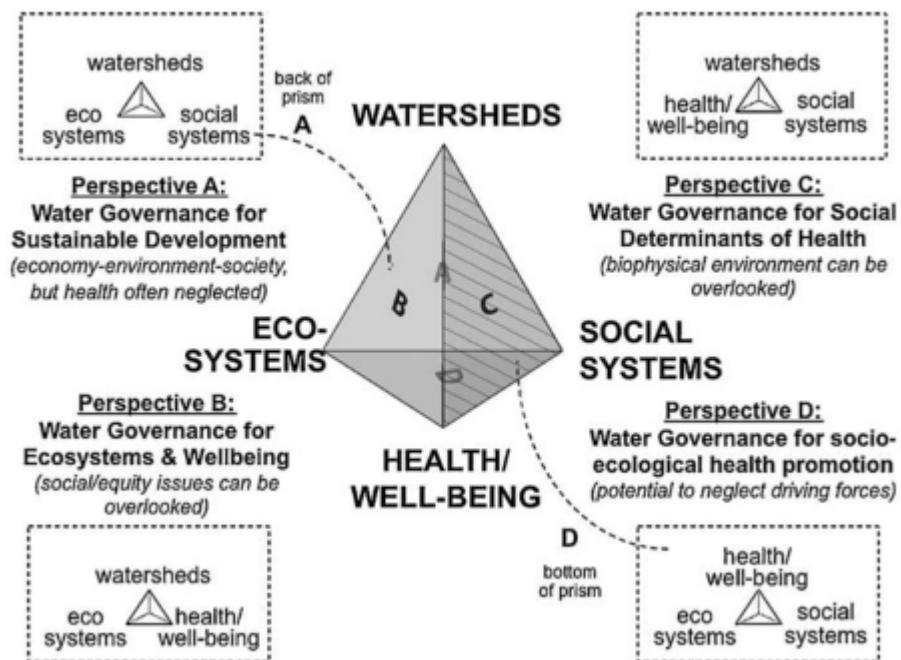 watersheds
eco
systems
social
systems
Perspective A:
Water Governance for
Sustainable Development
(economy-environment-society,
but health often neglected)
back of
prism
A
WATERSHEDS
watersheds
health/
well-being
social
systems
Perspective C:
Water Governance for Social
Determinants of Health
(biophysical environment can be
overlooked)
A
B
C
D
ECO-
SYSTEMS
SOCIAL
SYSTEMS
HEALTH/
WELL-BEING
Perspective B:
Water Governance for
Ecosystems & Wellbeing
(social/equity issues can be
overlooked)
watersheds
eco
systems
health/
well-being
Perspective D:
Water Governance for socio-
ecological health promotion
(potential to neglect driving forces)
D
bottom
of prism
health/
well-being
eco
systems
social
systems